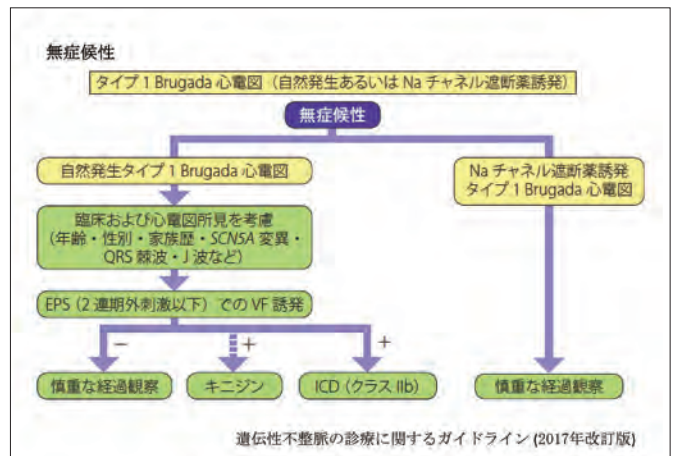 無症候性
タイプ 1 Brugada 心電図（自然発生あるいは Na チャネル遮断薬誘発）
無症候性
自然発生タイプ 1 Brugada 心電図
Na チャネル遮断薬誘発
タイプ 1 Brugada 心電図
臨床および心電図所見を考慮
（年齢・性別・家族歴・SCN5A 変異・
QRS 棘波・J 波など）
EPS（2 連期外刺激以下）での VF 誘発
− + +
慎重な経過観察
キニジン
ICD（クラス IIb）
慎重な経過観察
遺伝性不整脈の診療に関するガイドライン (2017年改訂版)